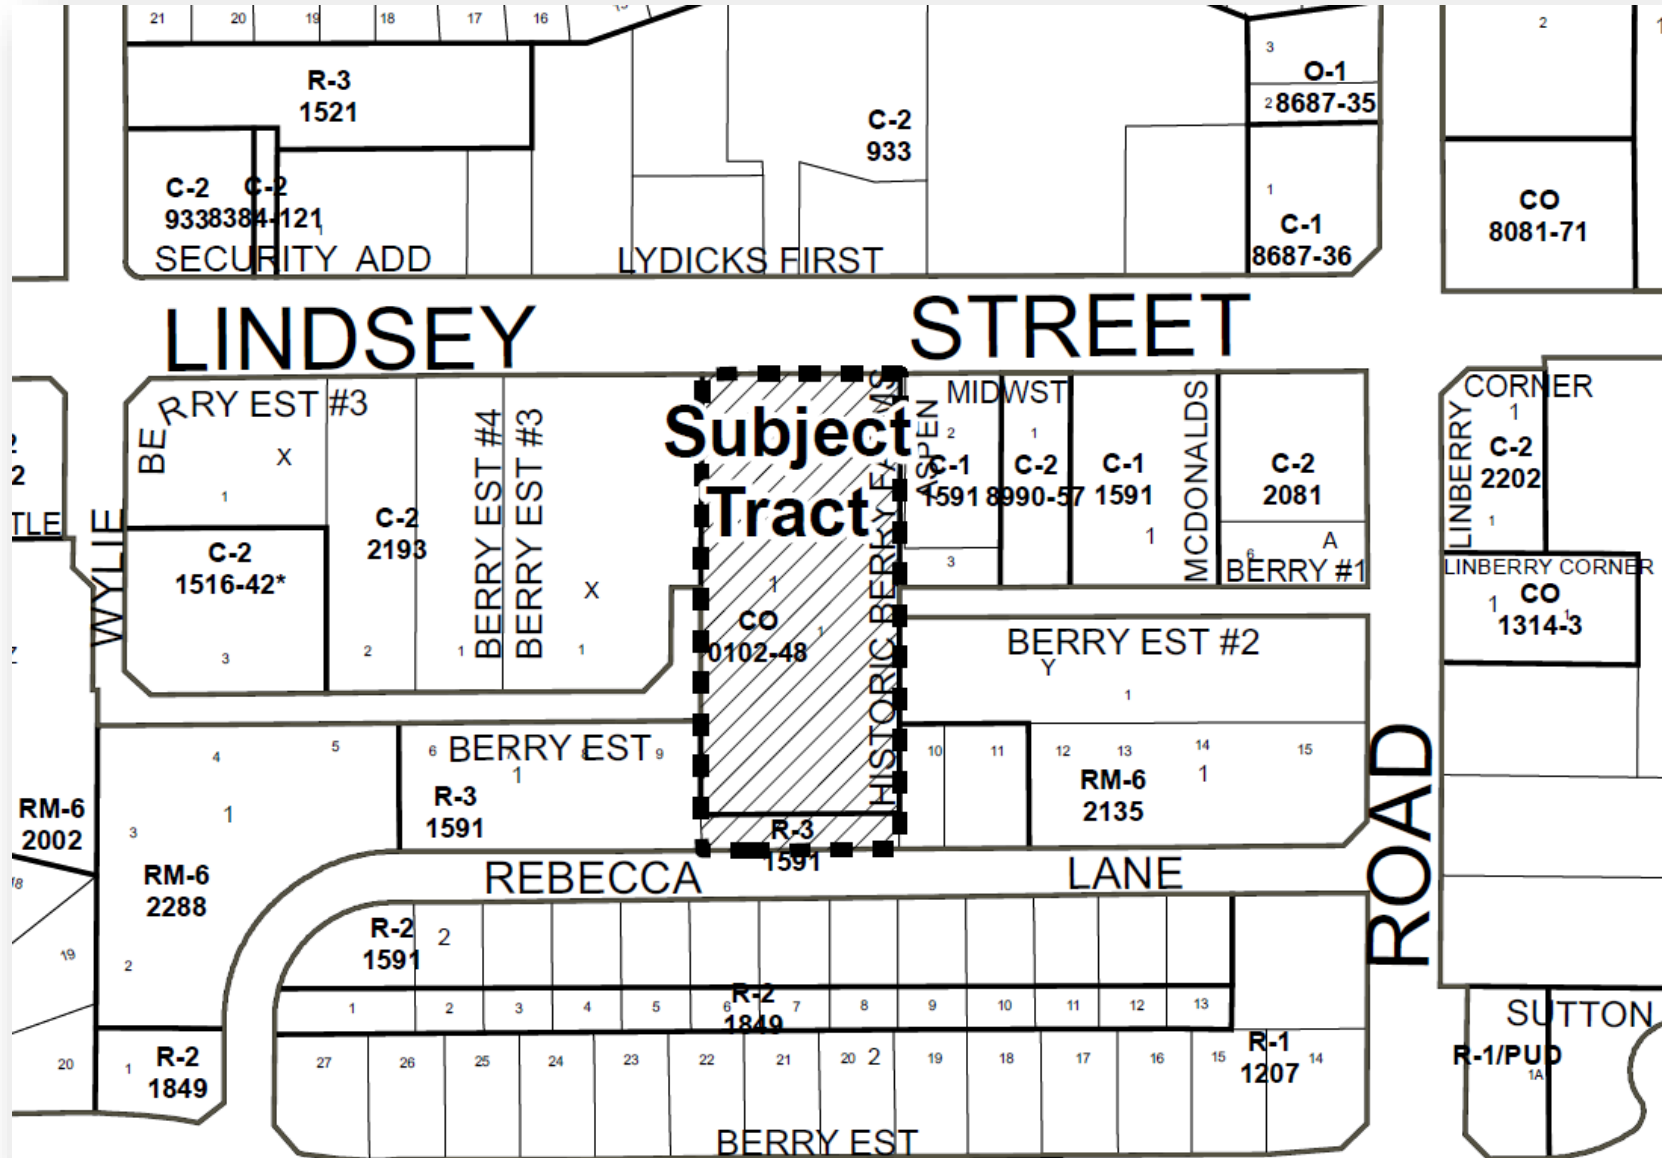 21 20 19 18 17 16
R-3
1521
C-2
933
2
3
O-1
2 8687-35
C-2
933
C-2
8384-121
1
1
C-1
8687-36
CO
8081-71
SECURITY ADD
LYDICKS FIRST
LINDSEY STREET
BERRY EST #3
X
1
C-2
2193
BERRY EST #4
BERRY EST #3
X
2
1
1
Subject
Tract
HISTORIC BERRY FARMS
1
CO
0102-48
1
ASPEN
MIDWST
2
C-1
1591
3
1
C-2
8990-57
C-1
1591
1
MCDONALDS
C-2
2081
A
6
BERRY #1
CORNER
1
LINBERRY
C-2
2202
1
LINBERRY CORNER
1
CO
1
1314-3
2
TLE
WYLIE
C-2
1516-42*
3
Z
BERRY EST #2
Y
1
4
5
1
3
RM-6
2288
2
RM-6
2002
18
19
20
6
BERRY EST
9
1
R-3
1591
R-3
1591
10 11 12 13 14 15
RM-6
2135
1
REBECCA LANE
ROAD
R-2
1591
2
1 2 3 4 5 6 7 8 9 10 11 12 13
R-2
1849
1
R-2
1849
27 26 25 24 23 22 21 20 2 19 18 17 16 15 14
R-1
1207
BERRY EST
SUTTON
R-1/PUD
1A